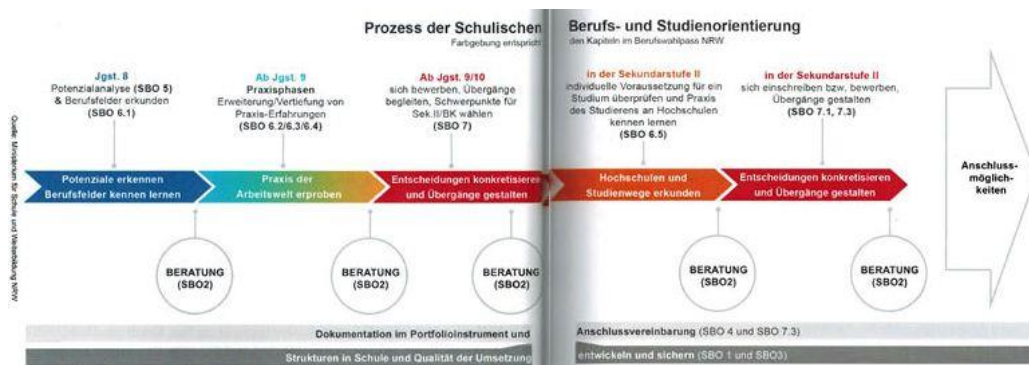 Prozess der Schulischen Berufs- und Studienorientierung
Farbgebung entspricht den Kapiteln im Berufswahlpass NRW
Jgst. 8
Potenzialanalyse (SBO 5)
& Berufsfelder erkunden
(SBO 6.1)
Ab Jgst. 9
Praxisphasen
Erweiterung/Vertiefung von
Praxis-Erfahrungen
(SBO 6.2/6.3/6.4)
Ab Jgst. 9/10
sich bewerben, Übergänge
begleiten, Schwerpunkte für
Sek.II/BK wählen
(SBO 7)
in der Sekundarstufe II
individuelle Voraussetzung für ein
Studium überprüfen und Praxis
des Studierens an Hochschulen
kennen lernen
(SBO 6.5)
in der Sekundarstufe II
sich einschreiben bzw. bewerben,
Übergänge gestalten
(SBO 7.1, 7.3)
Potenziale erkennen
Berufsfelder kennen lernen
Praxis der
Arbeitswelt erproben
Entscheidungen konkretisieren
und Übergänge gestalten
Hochschulen und
Studienwege erkunden
Entscheidungen konkretisieren
und Übergänge gestalten
Anschluss-
möglich-
keiten
BERATUNG
(SBO2)
BERATUNG
(SBO2)
BERATUNG
(SBO2)
BERATUNG
(SBO2)
BERATUNG
(SBO2)
Dokumentation im Portfolioinstrument und Anschlussvereinbarung (SBO 4 und SBO 7.3)
Strukturen in Schule und Qualität der Umsetzung entwickeln und sichern (SBO 1 und SBO3)
Quelle: Ministerium für Schule und Weiterbildung NRW